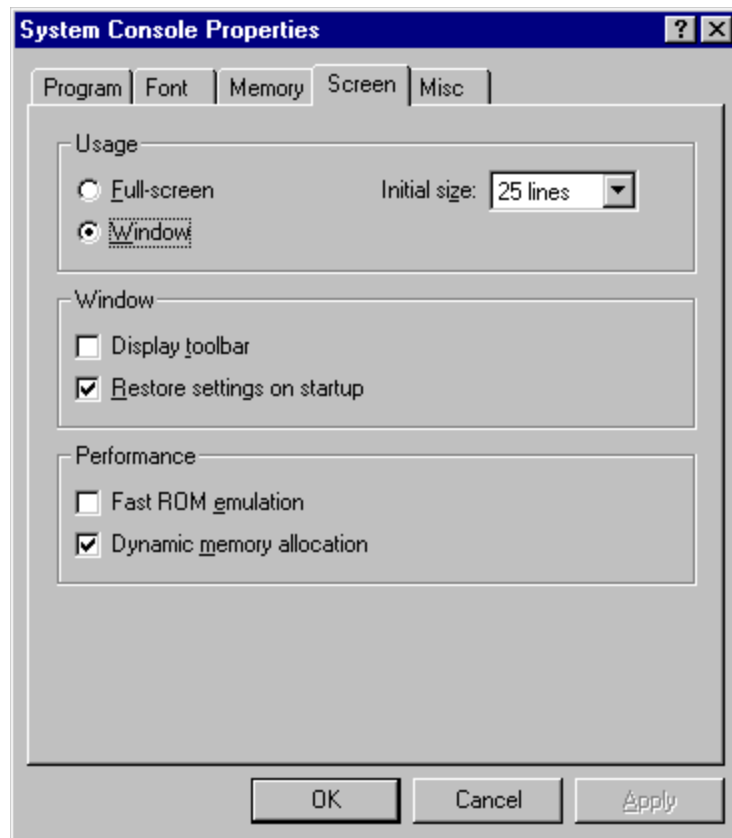 System Console Properties
Program Font Memory Screen Misc
Usage
Full-screen Initial size: 25 lines
Window
Window
Display toolbar
Restore settings on startup
Performance
Fast ROM emulation
Dynamic memory allocation
OK Cancel Apply